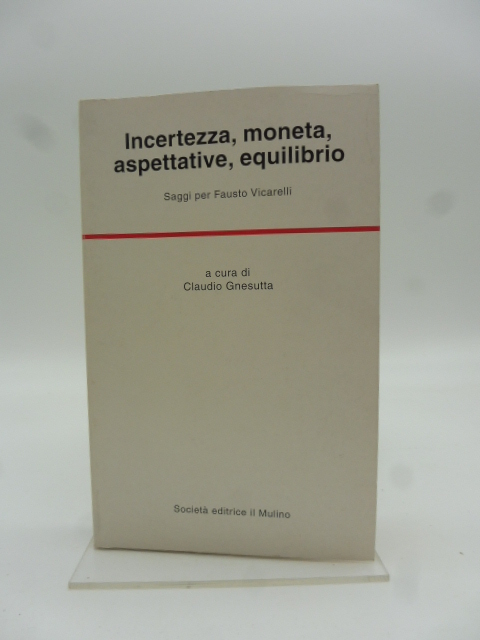 Incertezza, moneta,
aspettative, equilibrio
Saggi per Fausto Vicarelli
a cura di
Claudio Gnesutta
Società editrice il Mulino